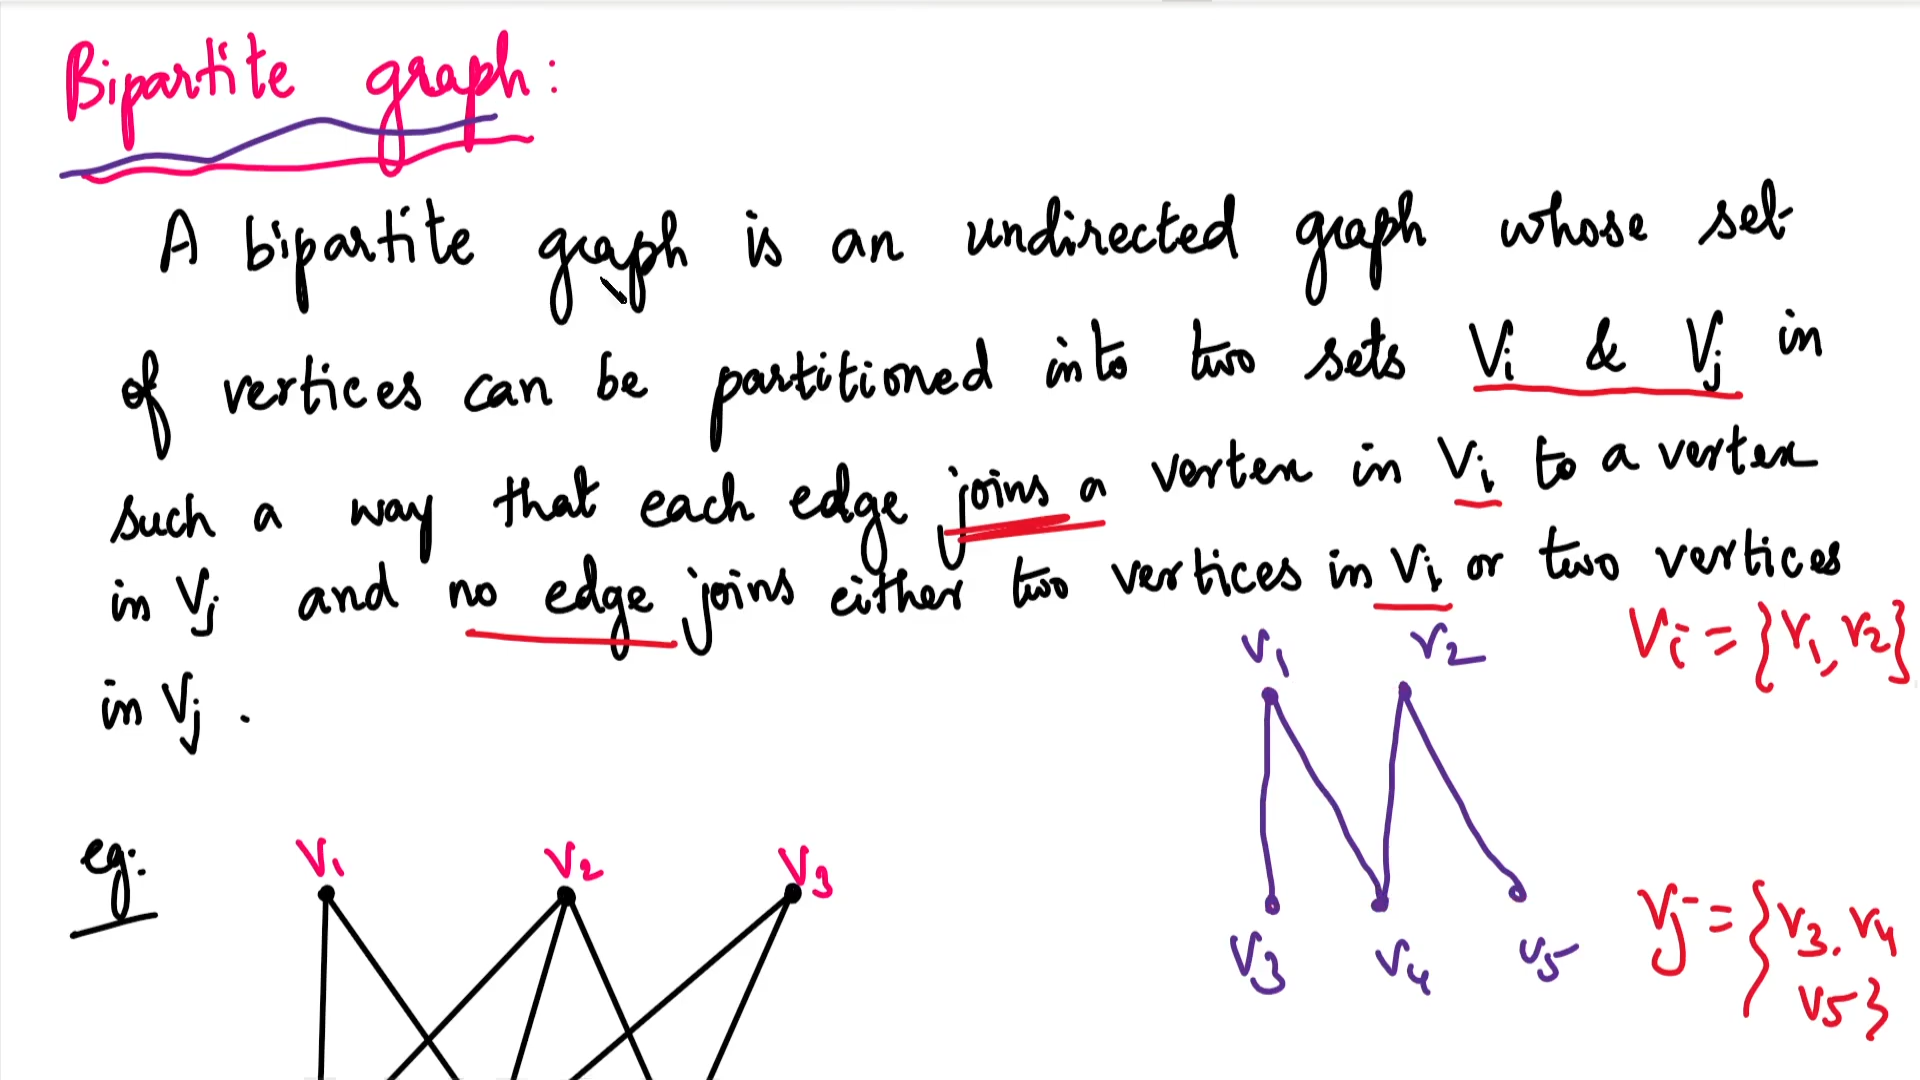 Bipartite graph:
A bipartite graph is an undirected graph whose set
of vertices can be partitioned into two sets Vi & Vj in
such a way that each edge joins a vertex in Vi to a vertex
in Vj and no edge joins either two vertices in Vi or two vertices
in Vj .
V1 V2
Vi = {V1, V2}
V3 V4 V5
Vj = {V3, V4
V5}
eg:
V1 V2 V3